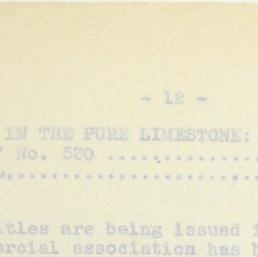 - 12 -
IN THE PURE LIMESTONE:
No. 530 ..............
itles are being issued i
ercial association has b